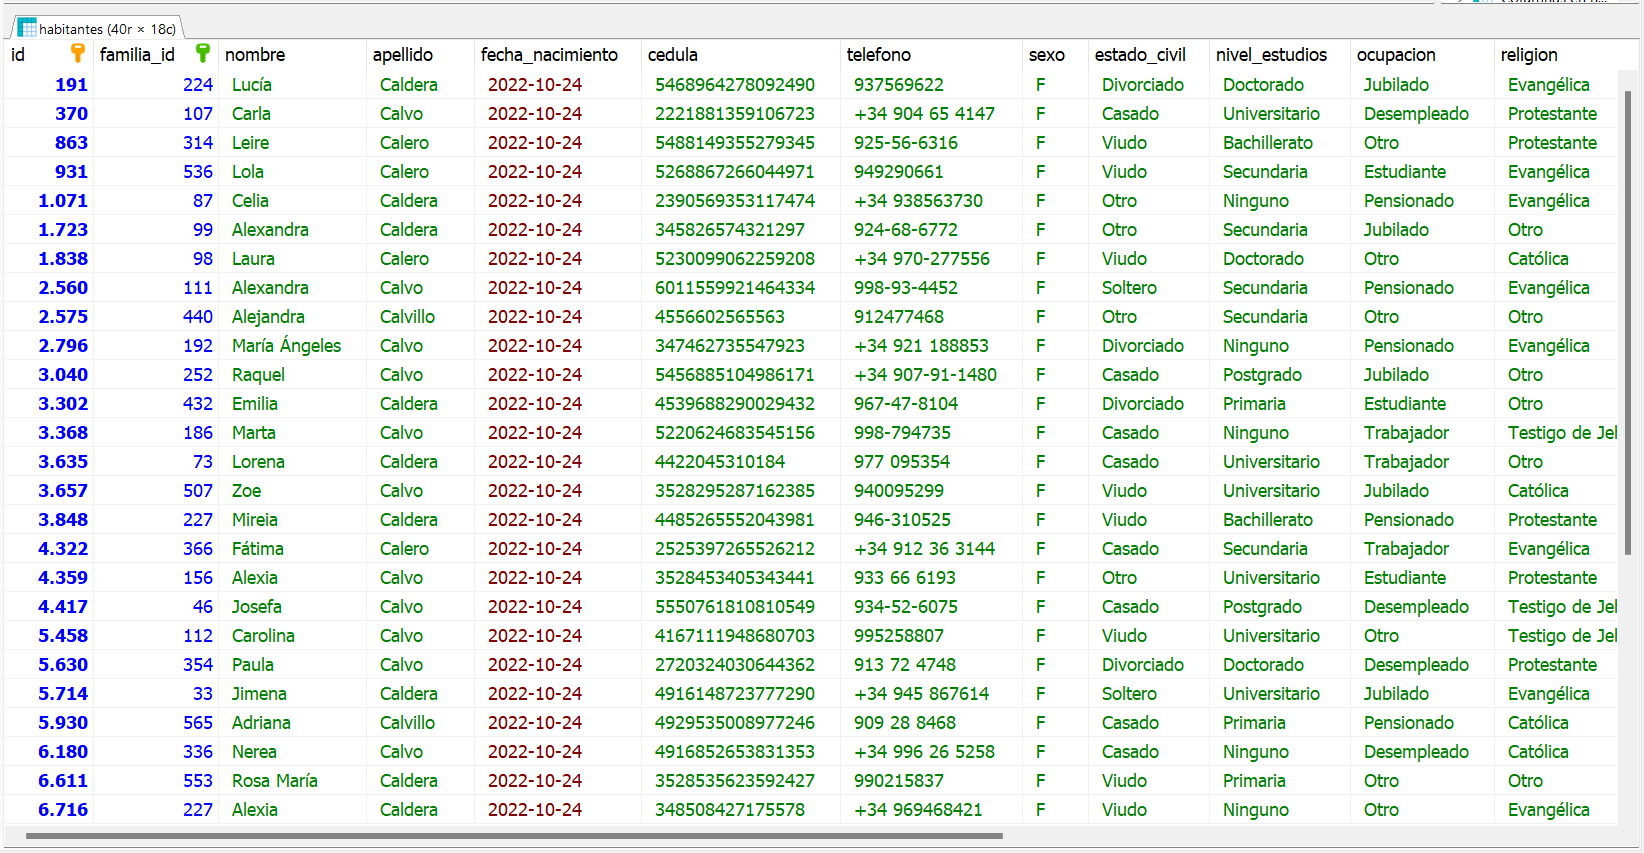 habitantes (40r × 18c)
id familia_id nombre apellido fecha_nacimiento cedula telefono sexo estado_civil nivel_estudios ocupacion religion
191 224 Lucía Caldera 2022-10-24 5468964278092490 937569622 F Divorciado Doctorado Jubilado Evangélica
370 107 Carla Calvo 2022-10-24 2221881359106723 +34 904 65 4147 F Casado Universitario Desempleado Protestante
863 314 Leire Calero 2022-10-24 5488149355279345 925-56-6316 F Viudo Bachillerato Otro Protestante
931 536 Lola Calero 2022-10-24 5268867266044971 949290661 F Viudo Secundaria Estudiante Evangélica
1.071 87 Celia Caldera 2022-10-24 2390569353117474 +34 938563730 F Otro Ninguno Pensionado Evangélica
1.723 99 Alexandra Caldera 2022-10-24 345826574321297 924-68-6772 F Otro Secundaria Jubilado Otro
1.838 98 Laura Calero 2022-10-24 5230099062259208 +34 970-277556 F Viudo Doctorado Otro Católica
2.560 111 Alexandra Calvo 2022-10-24 6011559921464334 998-93-4452 F Soltero Secundaria Pensionado Evangélica
2.575 440 Alejandra Calvillo 2022-10-24 4556602565563 912477468 F Otro Secundaria Otro Otro
2.796 192 María Ángeles Calvo 2022-10-24 347462735547923 +34 921 188853 F Divorciado Ninguno Pensionado Evangélica
3.040 252 Raquel Calvo 2022-10-24 5456885104986171 +34 907-91-1480 F Casado Postgrado Jubilado Otro
3.302 432 Emilia Caldera 2022-10-24 4539688290029432 967-47-8104 F Divorciado Primaria Estudiante Otro
3.368 186 Marta Calvo 2022-10-24 5220624683545156 998-794735 F Casado Ninguno Trabajador Testigo de Jel
3.635 73 Lorena Caldera 2022-10-24 4422045310184 977 095354 F Casado Universitario Trabajador Otro
3.657 507 Zoe Calvo 2022-10-24 3528295287162385 940095299 F Viudo Universitario Jubilado Católica
3.848 227 Mireia Caldera 2022-10-24 4485265552043981 946-310525 F Viudo Bachillerato Pensionado Protestante
4.322 366 Fátima Calero 2022-10-24 2525397265526212 +34 912 36 3144 F Casado Secundaria Trabajador Evangélica
4.359 156 Alexia Calvo 2022-10-24 3528453405343441 933 66 6193 F Otro Universitario Estudiante Protestante
4.417 46 Josefa Calvo 2022-10-24 5550761810810549 934-52-6075 F Casado Postgrado Desempleado Testigo de Jel
5.458 112 Carolina Calvo 2022-10-24 4167111948680703 995258807 F Viudo Universitario Otro Testigo de Jel
5.630 354 Paula Calvo 2022-10-24 2720324030644362 913 72 4748 F Divorciado Doctorado Desempleado Protestante
5.714 33 Jimena Caldera 2022-10-24 4916148723777290 +34 945 867614 F Soltero Universitario Jubilado Evangélica
5.930 565 Adriana Calvillo 2022-10-24 4929535008977246 909 28 8468 F Casado Primaria Pensionado Católica
6.180 336 Nerea Calvo 2022-10-24 4916852653831353 +34 996 26 5258 F Casado Ninguno Desempleado Católica
6.611 553 Rosa María Caldera 2022-10-24 3528535623592427 990215837 F Viudo Primaria Otro Otro
6.716 227 Alexia Caldera 2022-10-24 348508427175578 +34 969468421 F Viudo Ninguno Otro Evangélica